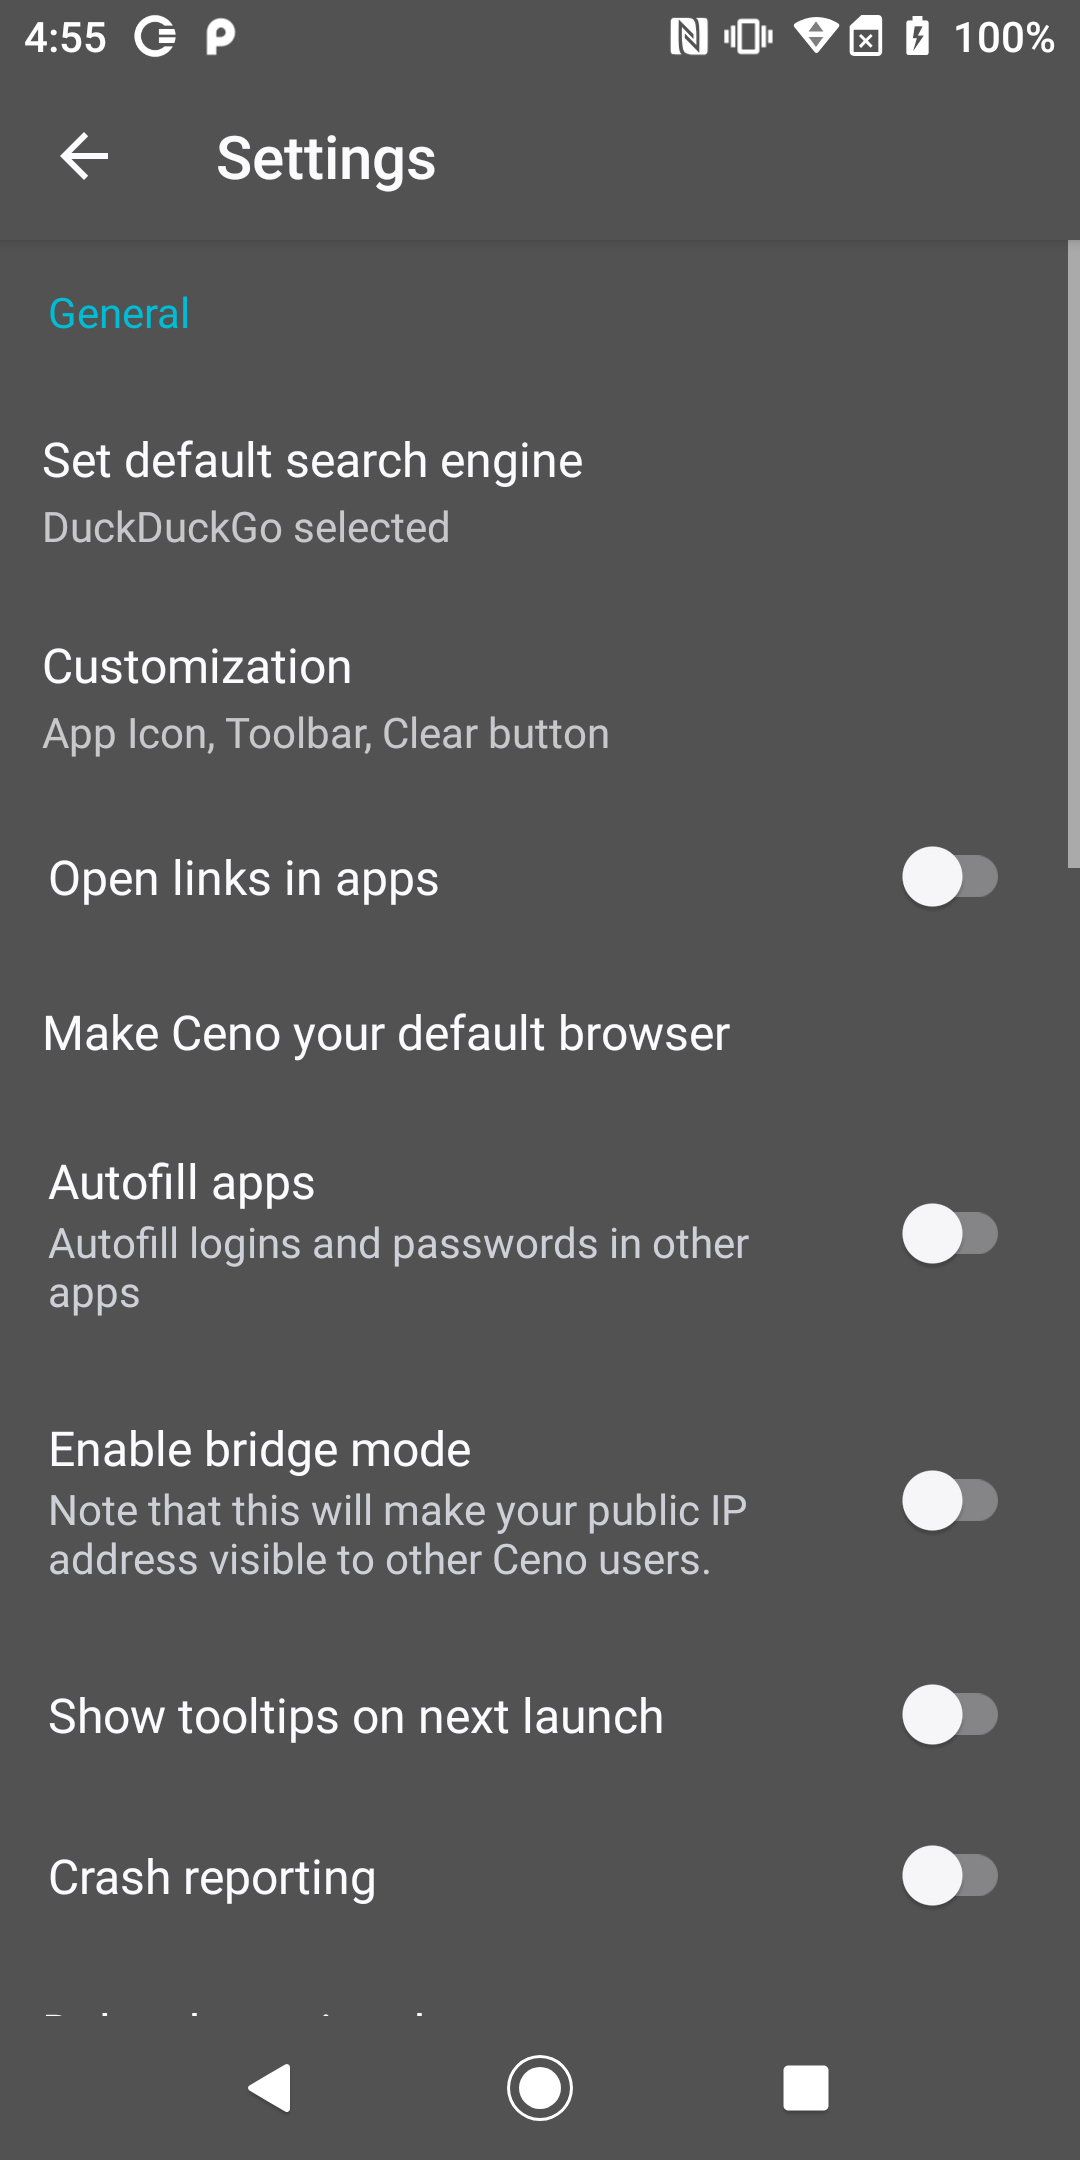 4:55
100%
Settings
General
Set default search engine
DuckDuckGo selected
Customization
App Icon, Toolbar, Clear button
Open links in apps
Make Ceno your default browser
Autofill apps
Autofill logins and passwords in other
apps
Enable bridge mode
Note that this will make your public IP
address visible to other Ceno users.
Show tooltips on next launch
Crash reporting